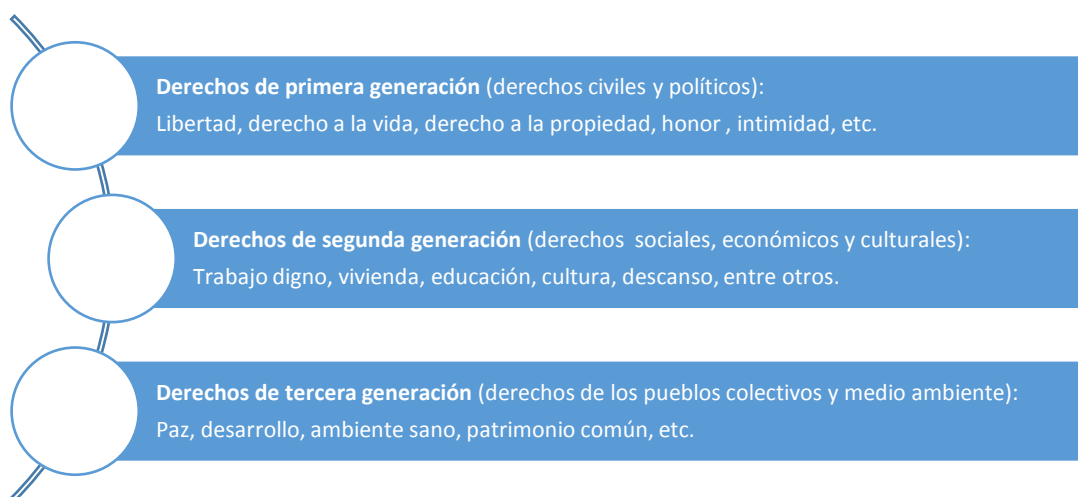 Derechos de primera generación (derechos civiles y políticos):
Libertad, derecho a la vida, derecho a la propiedad, honor , intimidad, etc.
Derechos de segunda generación (derechos  sociales, económicos y culturales):
Trabajo digno, vivienda, educación, cultura, descanso, entre otros.
Derechos de tercera generación (derechos de los pueblos colectivos y medio ambiente):
Paz, desarrollo, ambiente sano, patrimonio común, etc.